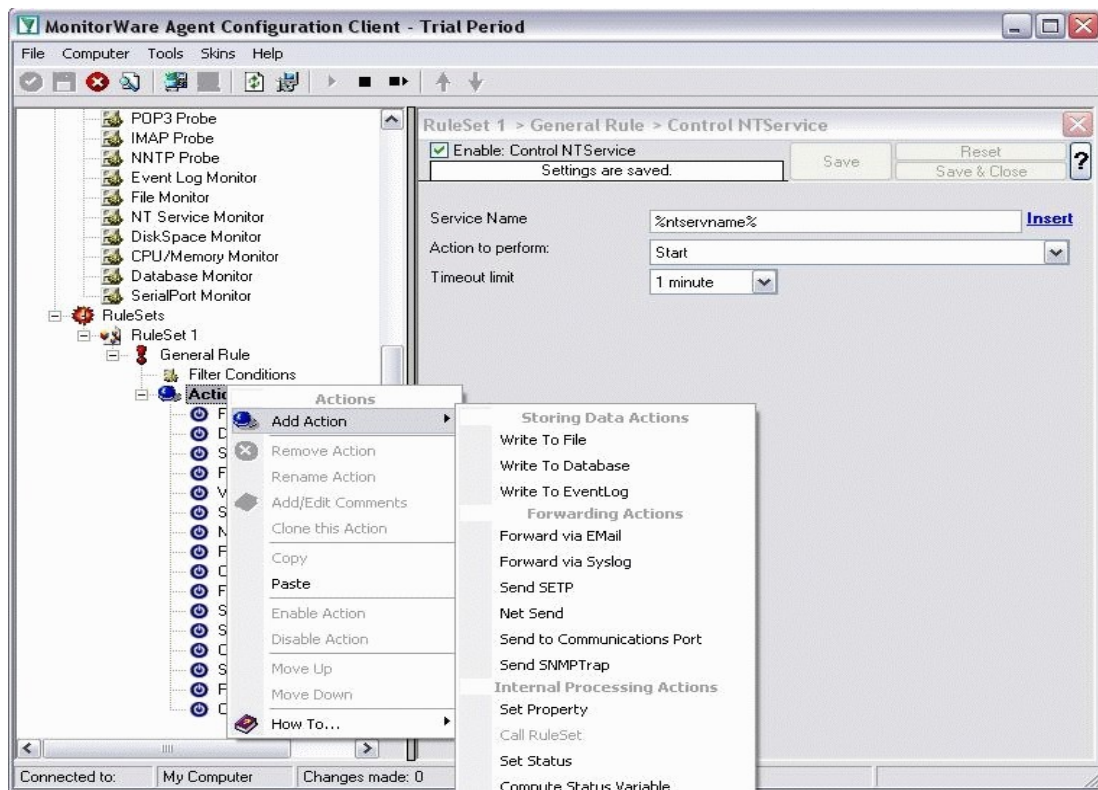 MonitorWare Agent Configuration Client - Trial Period
File Computer Tools Skins Help
POP3 Probe
IMAP Probe
NNTP Probe
Event Log Monitor
File Monitor
NT Service Monitor
DiskSpace Monitor
CPU/Memory Monitor
Database Monitor
SerialPort Monitor
RuleSets
RuleSet 1
General Rule
Filter Conditions
RuleSet 1 > General Rule > Control NTService
Enable: Control NTService
Settings are saved.
Save
Reset
Save & Close
?
Service Name
%ntservname%
Insert
Action to perform:
Start
Timeout limit
1 minute
Actions
Add Action
Remove Action
Rename Action
Add/Edit Comments
Clone this Action
Copy
Paste
Enable Action
Disable Action
Move Up
Move Down
How To...
Storing Data Actions
Write To File
Write To Database
Write To EventLog
Forwarding Actions
Forward via EMail
Forward via Syslog
Send SETP
Net Send
Send to Communications Port
Send SNMPTrap
Internal Processing Actions
Set Property
Call RuleSet
Set Status
Compute Status Variable
Connected to:
My Computer
Changes made: 0